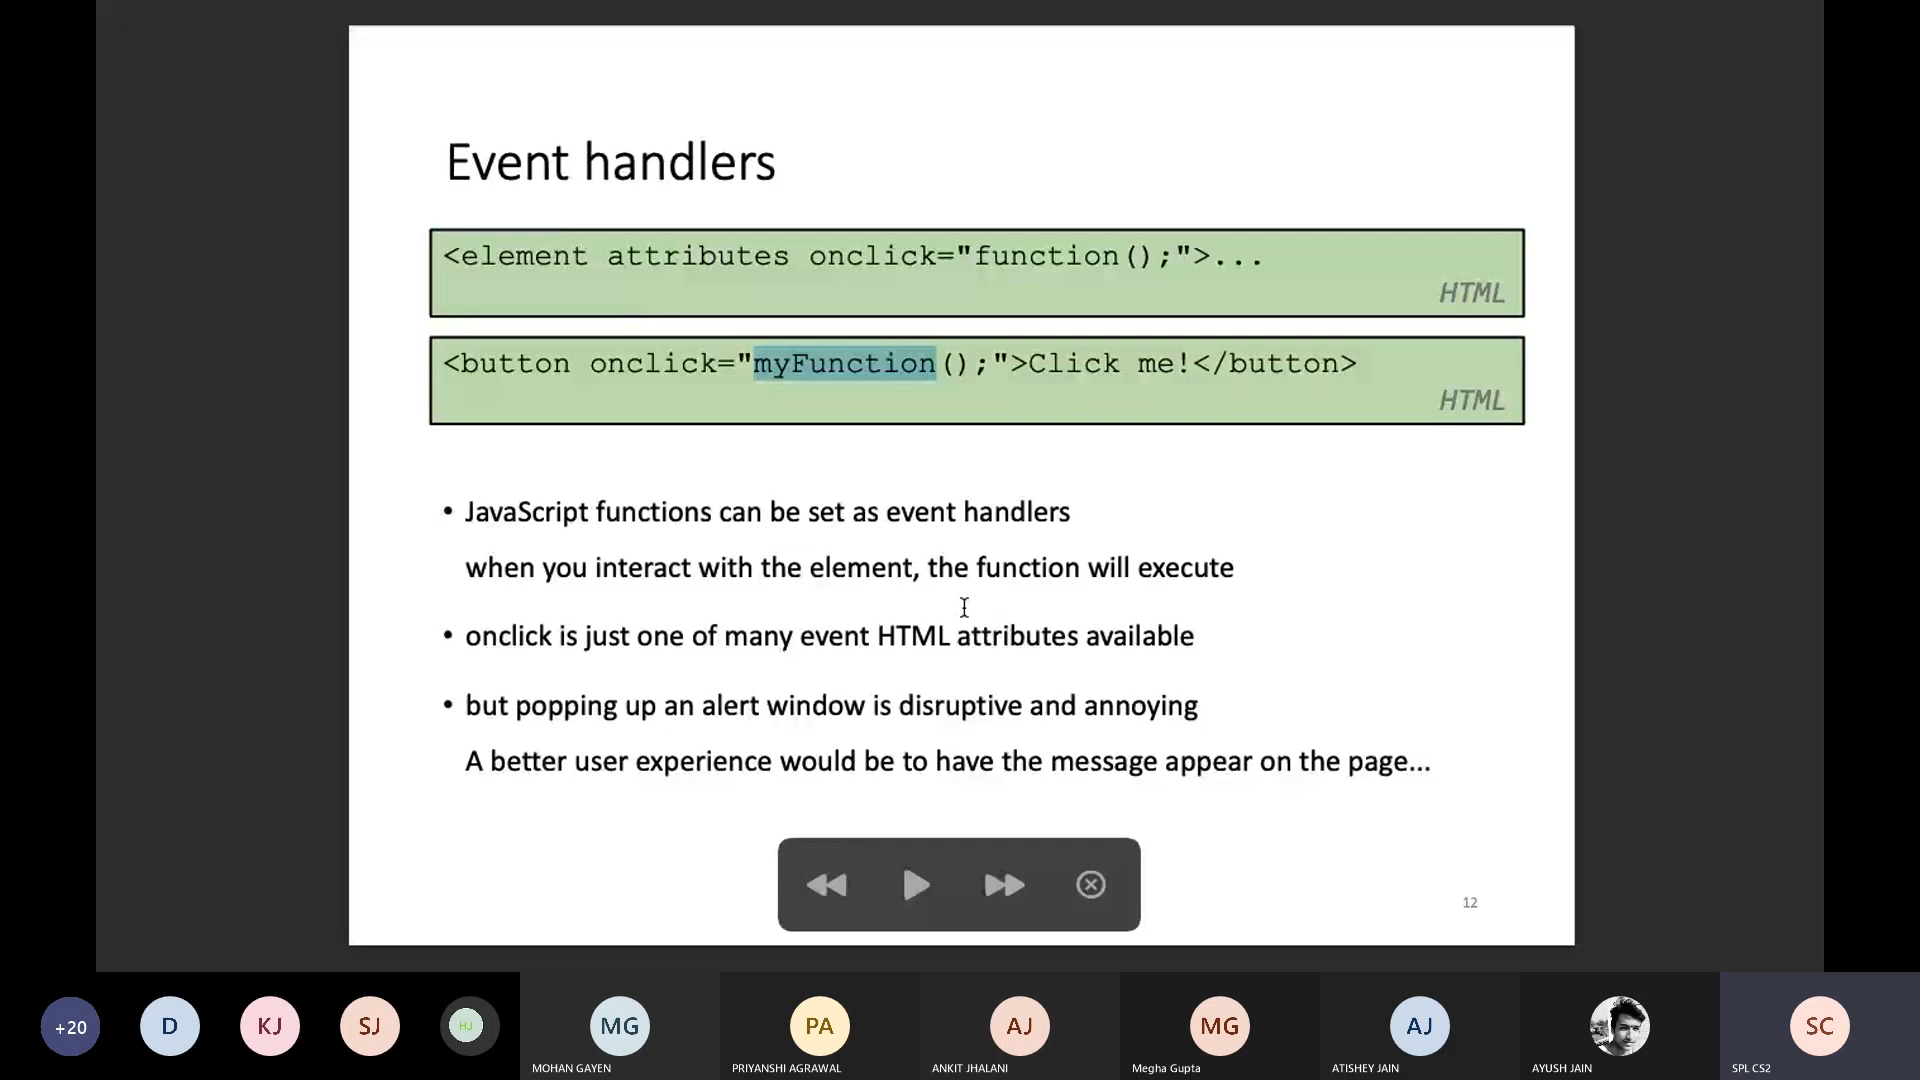 Event handlers
<element attributes onclick="function();">...
HTML
<button onclick="myFunction();">Click me!</button>
HTML
• JavaScript functions can be set as event handlers
when you interact with the element, the function will execute
• onclick is just one of many event HTML attributes available
• but popping up an alert window is disruptive and annoying
A better user experience would be to have the message appear on the page...
12
+20
D
KJ
SJ
HJ
MG
PA
AJ
MG
AJ
SC
MOHAN GAYEN
PRIYANSHI AGRAWAL
ANKIT JHALANI
Megha Gupta
ATISHEY JAIN
AYUSH JAIN
SPL CS2